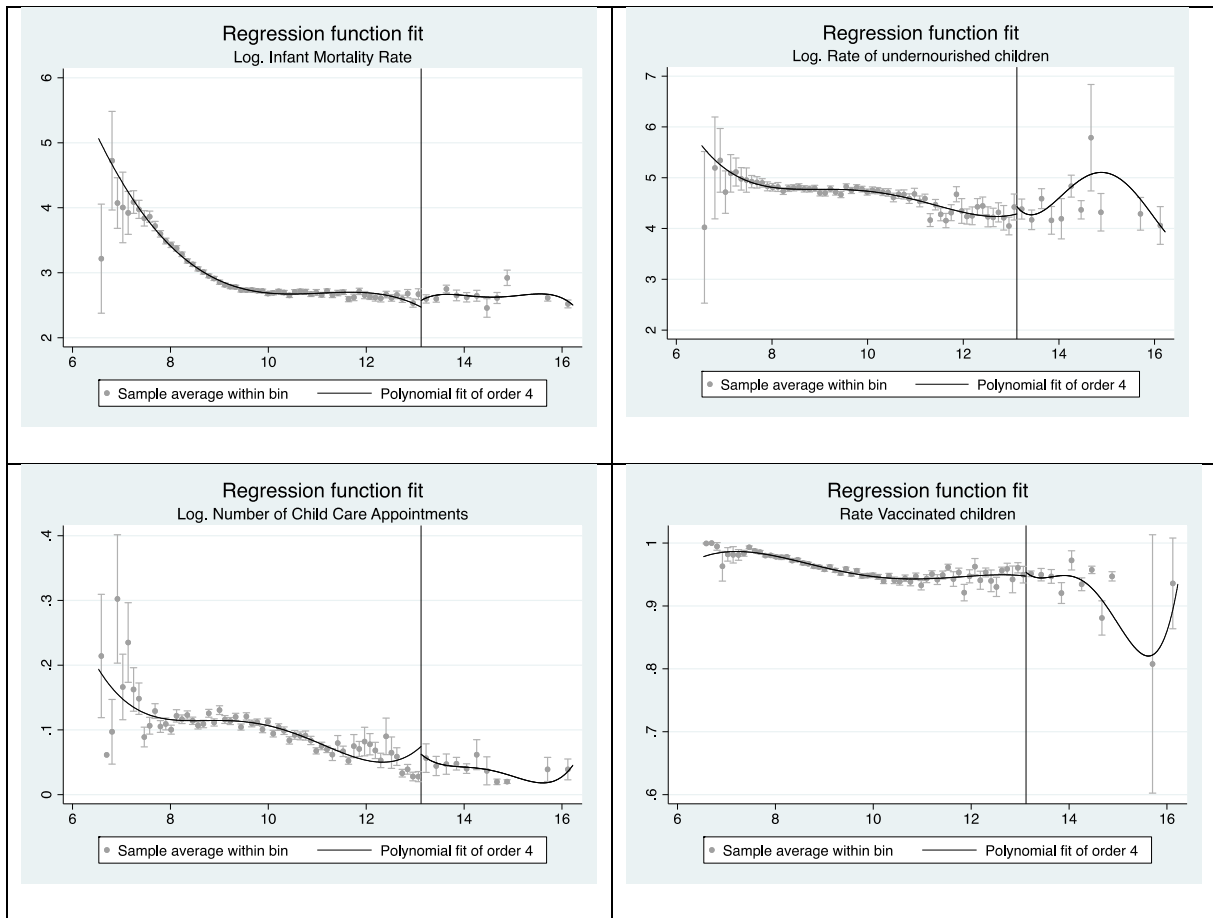 Regression function fit
Log. Infant Mortality Rate
6
5
4
3
2
6 8 10 12 14 16
Sample average within bin Polynomial fit of order 4
Regression function fit
Log. Rate of undernourished children
7
6
5
4
3
2
6 8 10 12 14 16
Sample average within bin Polynomial fit of order 4
Regression function fit
Log. Number of Child Care Appointments
.4
.3
.2
.1
0
6 8 10 12 14 16
Sample average within bin Polynomial fit of order 4
Regression function fit
Rate Vaccinated children
1
.9
.8
.7
.6
6 8 10 12 14 16
Sample average within bin Polynomial fit of order 4